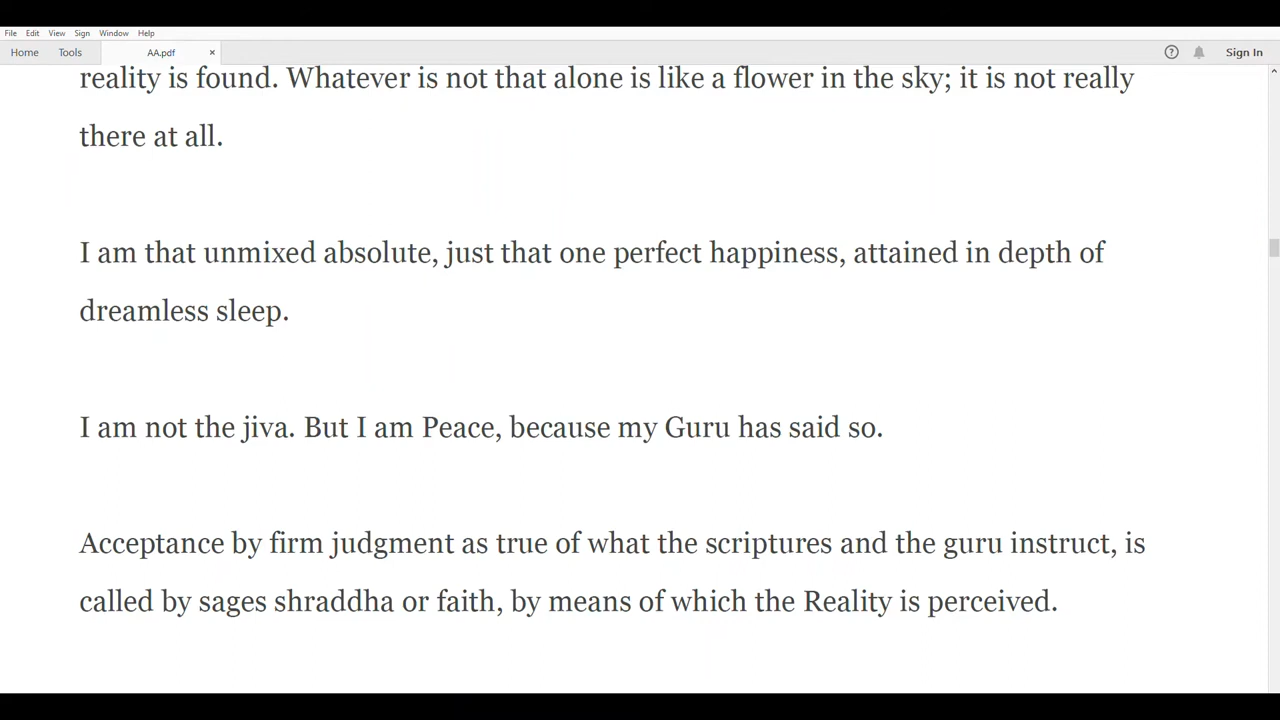 File Edit View Sign Window Help
Home Tools AA.pdf × Sign In
reality is found. Whatever is not that alone is like a flower in the sky; it is not really
there at all.
I am that unmixed absolute, just that one perfect happiness, attained in depth of
dreamless sleep.
I am not the jiva. But I am Peace, because my Guru has said so.
Acceptance by firm judgment as true of what the scriptures and the guru instruct, is
called by sages shraddha or faith, by means of which the Reality is perceived.